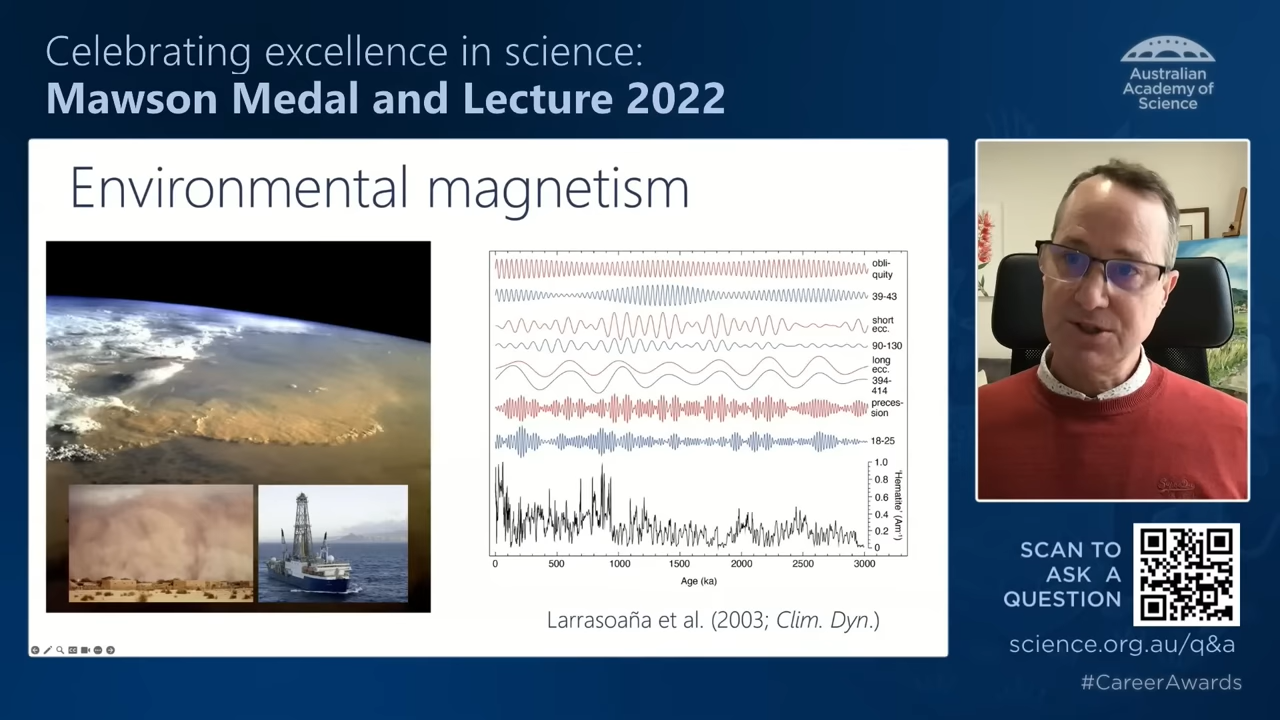 Celebrating excellence in science:
Mawson Medal and Lecture 2022
Australian
Academy of
Science
Environmental magnetism
obli-
quity
39-43
short
ecc.
90-130
long
ecc.
394-
414
preces-
sion
18-25
1.0
0.8
0.6
0.4
0.2
0
'Hematite' (Am⁻¹)
0
500
1000
1500
2000
2500
3000
Age (ka)
Larrasoaña et al. (2003; Clim. Dyn.)
SCAN TO
ASK A
QUESTION
science.org.au/q&a
#CareerAwards